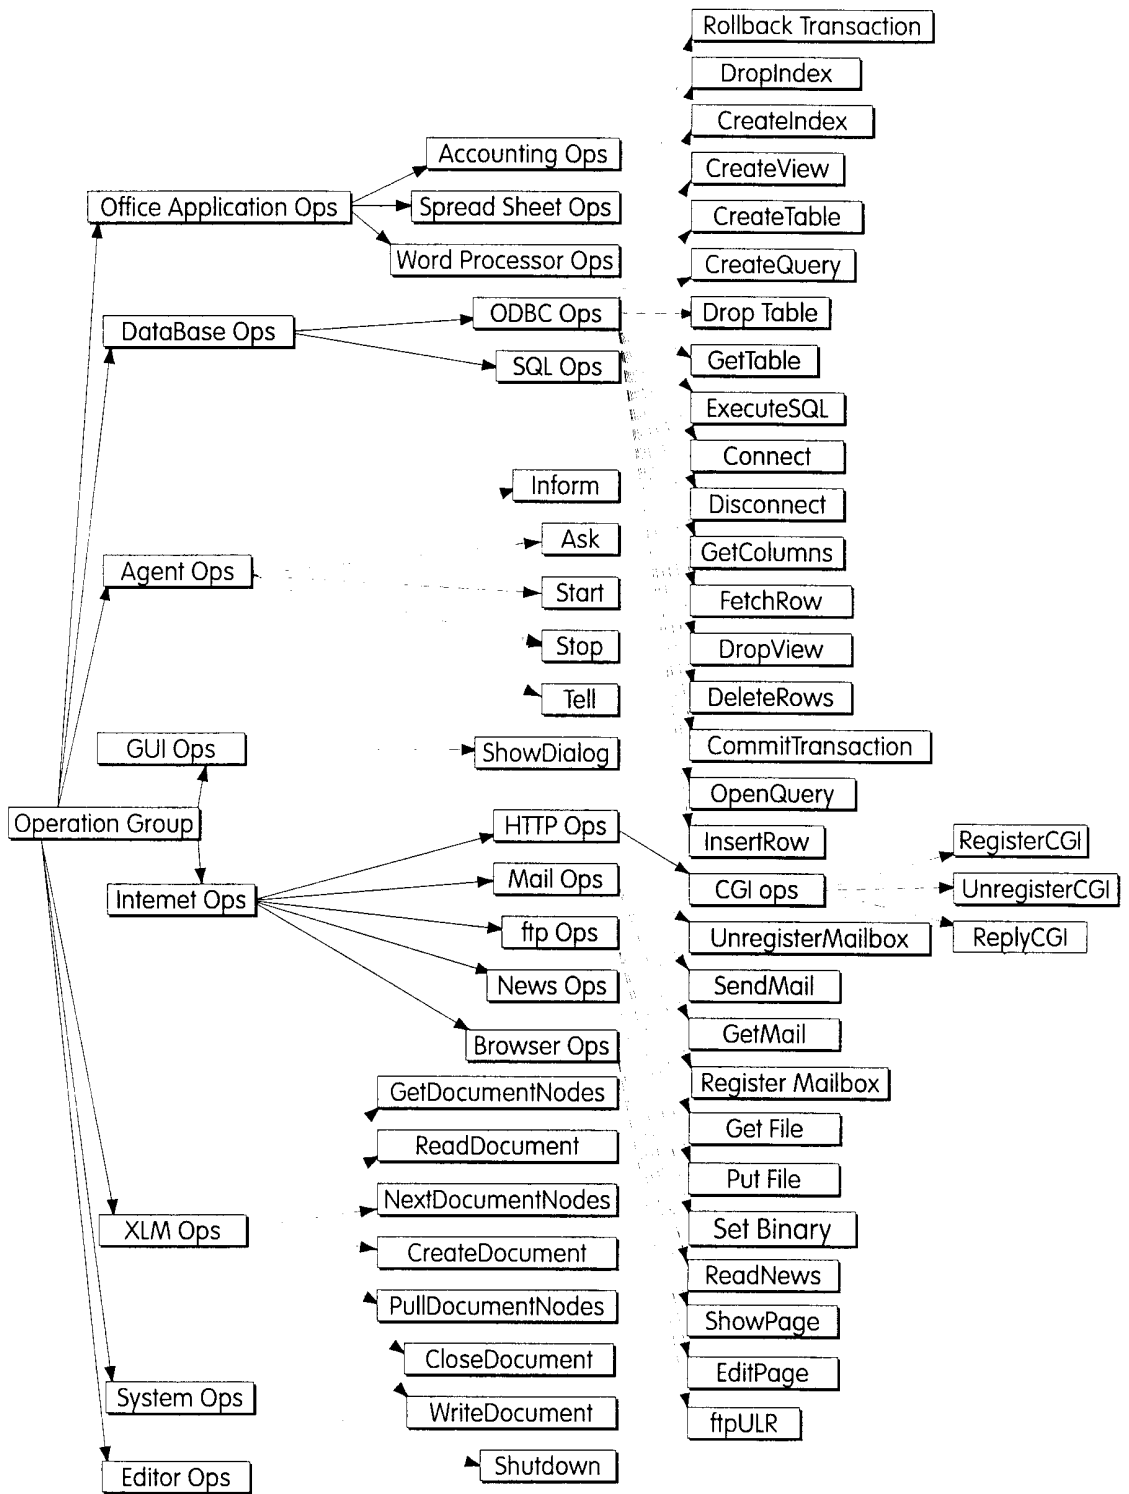 Operation Group
Office Application Ops
DataBase Ops
Agent Ops
GUI Ops
Internet Ops
XLM Ops
System Ops
Editor Ops
Accounting Ops
Spread Sheet Ops
Word Processor Ops
ODBC Ops
SQL Ops
Inform
Ask
Start
Stop
Tell
ShowDialog
HTTP Ops
Mail Ops
ftp Ops
News Ops
Browser Ops
GetDocumentNodes
ReadDocument
NextDocumentNodes
CreateDocument
PullDocumentNodes
CloseDocument
WriteDocument
Shutdown
Rollback Transaction
DropIndex
CreateIndex
CreateView
CreateTable
CreateQuery
Drop Table
GetTable
ExecuteSQL
Connect
Disconnect
GetColumns
FetchRow
DropView
DeleteRows
CommitTransaction
OpenQuery
InsertRow
CGI ops
UnregisterMailbox
SendMail
GetMail
Register Mailbox
Get File
Put File
Set Binary
ReadNews
ShowPage
EditPage
ftpULR
RegisterCGI
UnregisterCGI
ReplyCGI